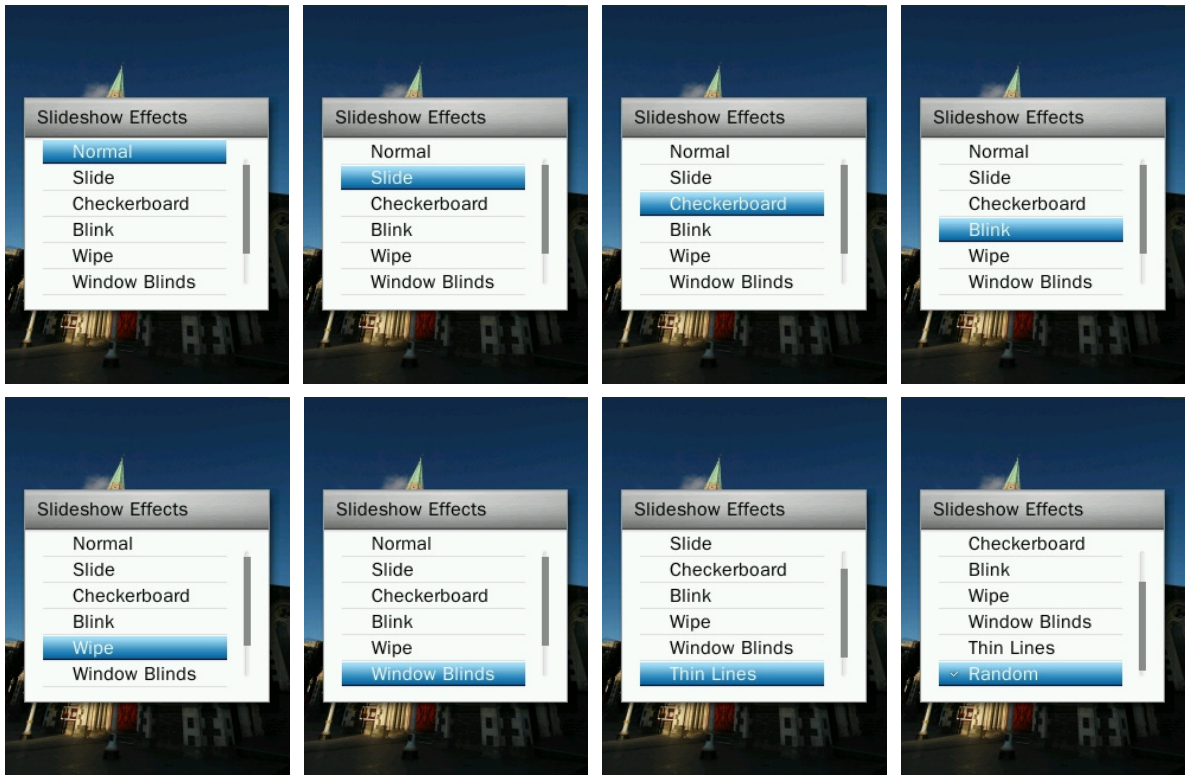 Slideshow Effects
Normal
Slide
Checkerboard
Blink
Wipe
Window Blinds
Slideshow Effects
Normal
Slide
Checkerboard
Blink
Wipe
Window Blinds
Slideshow Effects
Normal
Slide
Checkerboard
Blink
Wipe
Window Blinds
Slideshow Effects
Normal
Slide
Checkerboard
Blink
Wipe
Window Blinds
Slideshow Effects
Normal
Slide
Checkerboard
Blink
Wipe
Window Blinds
Slideshow Effects
Normal
Slide
Checkerboard
Blink
Wipe
Window Blinds
Slideshow Effects
Slide
Checkerboard
Blink
Wipe
Window Blinds
Thin Lines
Slideshow Effects
Checkerboard
Blink
Wipe
Window Blinds
Thin Lines
Random